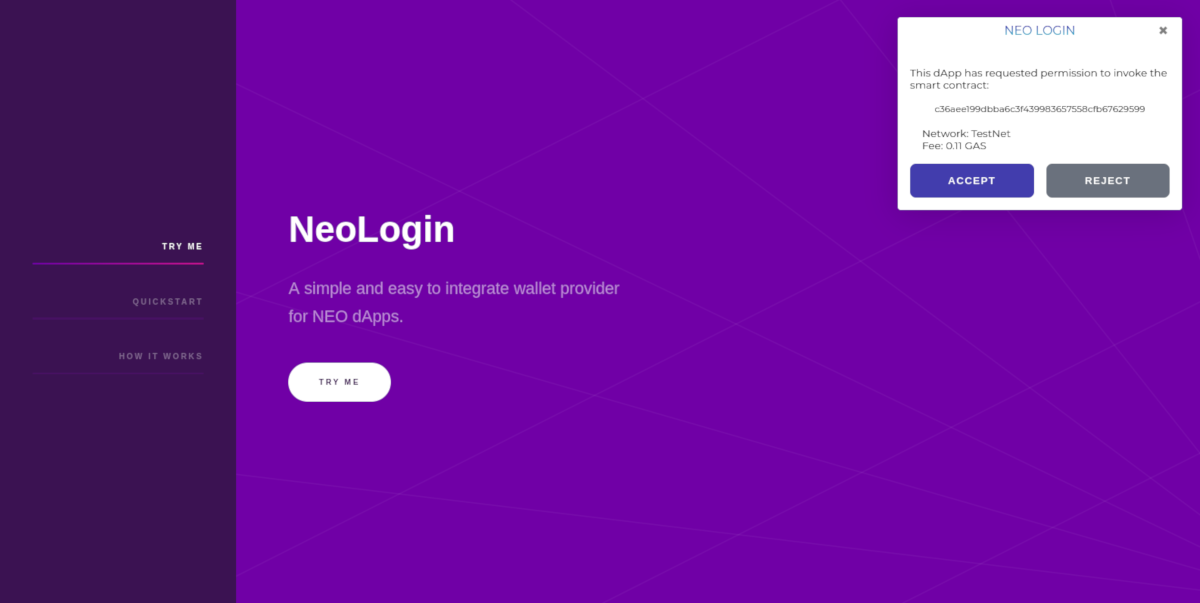 TRY ME
QUICKSTART
HOW IT WORKS
NeoLogin
A simple and easy to integrate wallet provider
for NEO dApps.
TRY ME
NEO LOGIN ✖
This dApp has requested permission to invoke the
smart contract:
c36aee199dbba6c3f439983657558cfb67629599
Network: TestNet
Fee: 0.11 GAS
ACCEPT REJECT